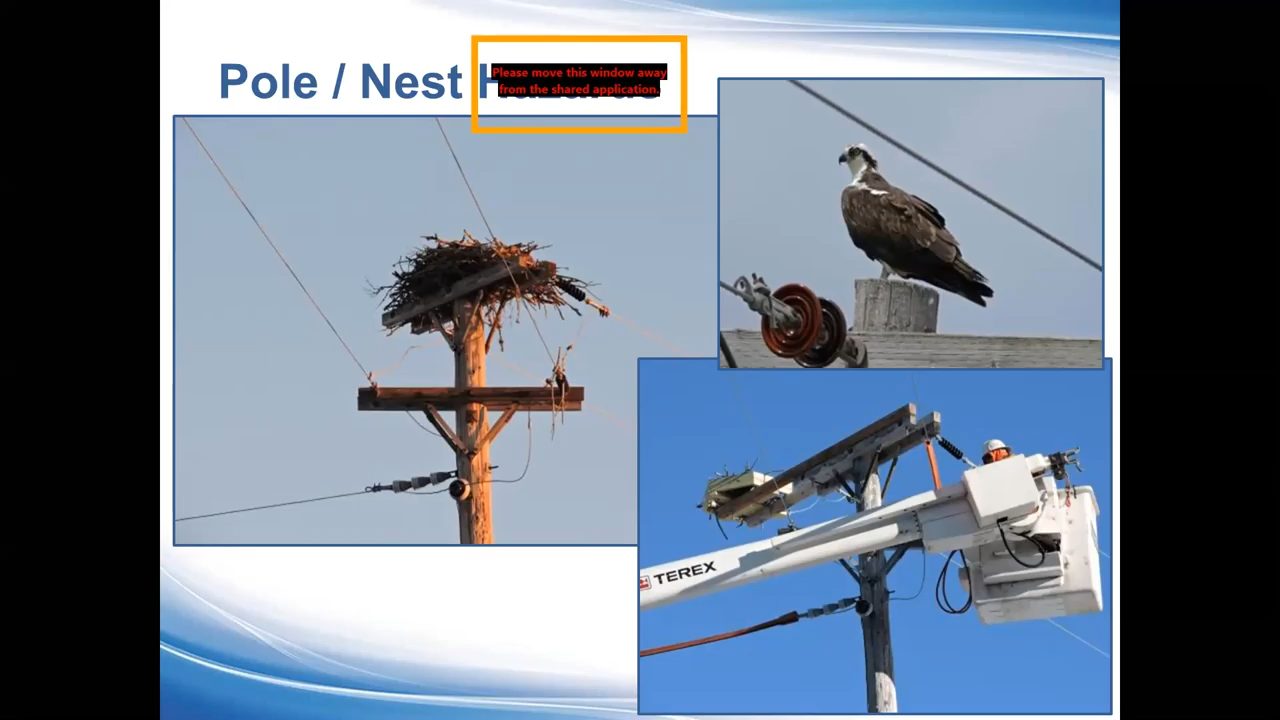 Pole / Nest
Please move this window away
from the shared application.
TEREX